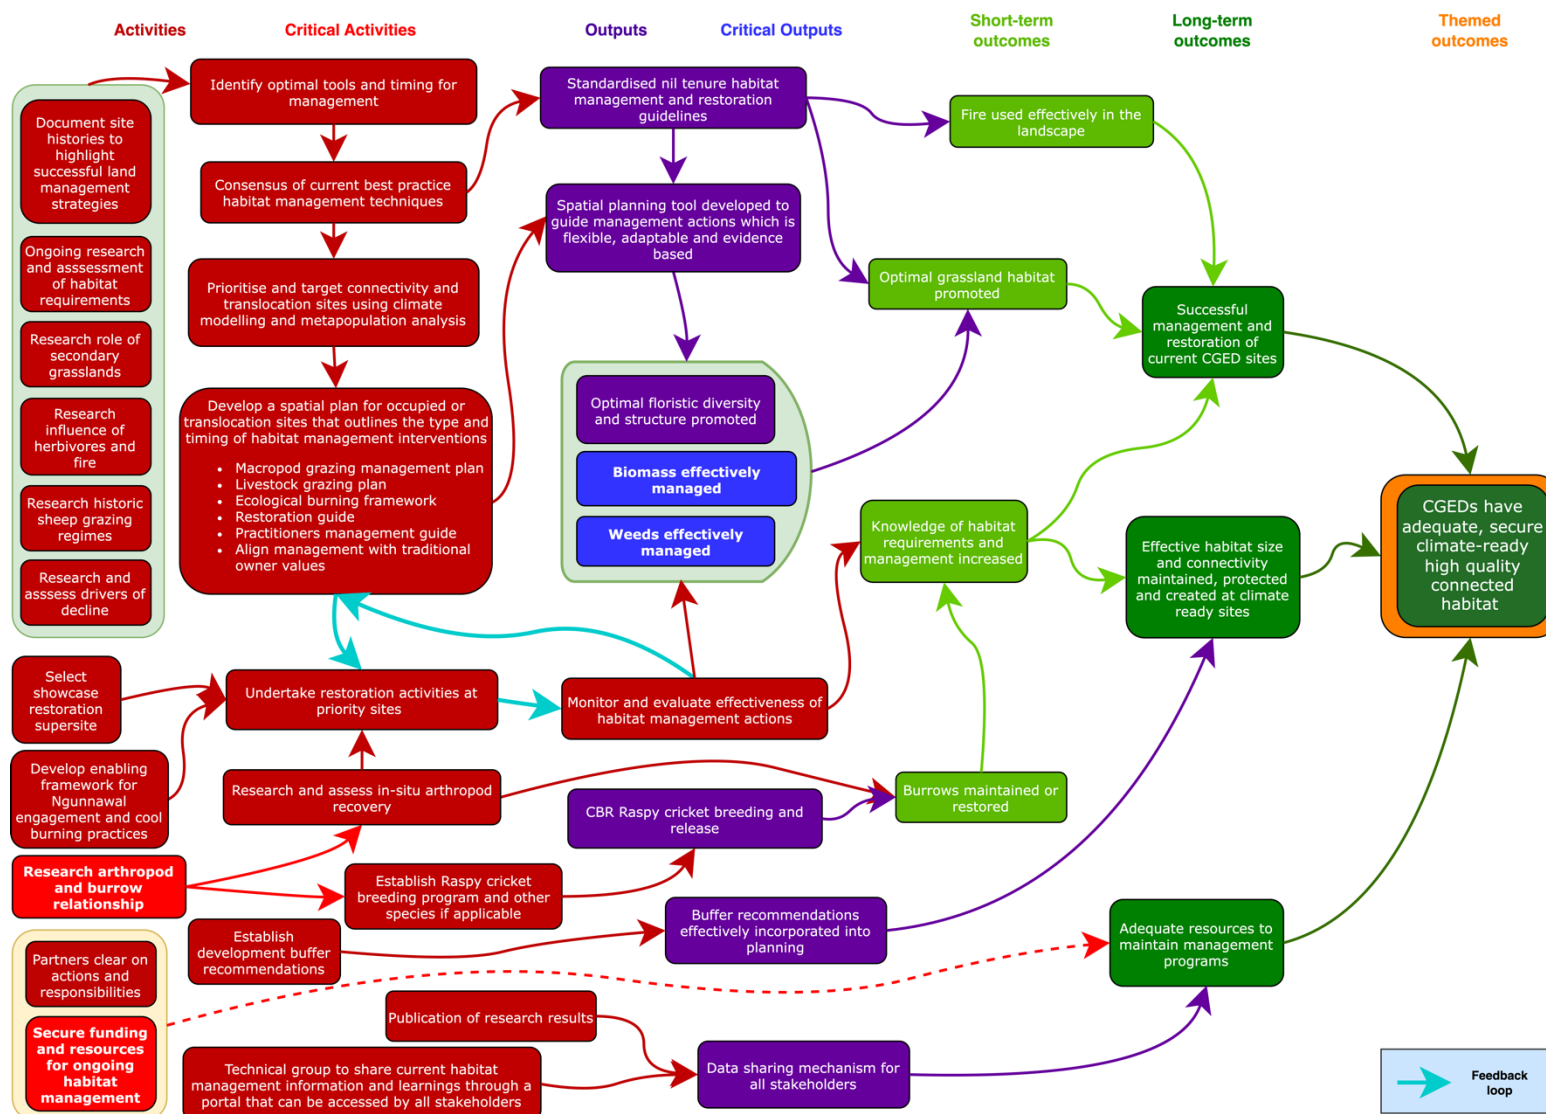 Activities
Critical Activities
Outputs
Critical Outputs
Short-term
outcomes
Long-term
outcomes
Themed
outcomes
Document site
histories to
highlight
successful land
management
strategies
Ongoing research
and asssessment
of habitat
requirements
Research role of
secondary
grasslands
Research
influence of
herbivores and
fire
Research historic
sheep grazing
regimes
Research and
asssess drivers of
decline
Select
showcase
restoration
supersite
Develop enabling
framework for
Ngunnawal
engagement and cool
burning practices
Research arthropod
and burrow
relationship
Partners clear on
actions and
responsibilities
Secure funding
and resources
for ongoing
habitat
management
Identify optimal tools and timing for
management
Consensus of current best practice
habitat management techniques
Prioritise and target connectivity and
translocation sites using climate
modelling and metapopulation analysis
Develop a spatial plan for occupied or
translocation sites that outlines the type and
timing of habitat management interventions
• Macropod grazing management plan
• Livestock grazing plan
• Ecological burning framework
• Restoration guide
• Practitioners management guide
• Align management with traditional
owner values
Undertake restoration activities at
priority sites
Research and assess in-situ arthropod
recovery
Establish Raspy cricket
breeding program and other
species if applicable
Establish
development buffer
recommendations
Publication of research results
Technical group to share current habitat
management information and learnings through a
portal that can be accessed by all stakeholders
Standardised nil tenure habitat
management and restoration
guidelines
Spatial planning tool developed to
guide management actions which is
flexible, adaptable and evidence
based
Optimal floristic diversity
and structure promoted
Biomass effectively
managed
Weeds effectively
managed
Monitor and evaluate effectiveness of
habitat management actions
CBR Raspy cricket breeding and
release
Buffer recommendations
effectively incorporated into
planning
Data sharing mechanism for
all stakeholders
Fire used effectively in the
landscape
Optimal grassland habitat
promoted
Knowledge of habitat
requirements and
management increased
Burrows maintained or
restored
Successful
management and
restoration of
current CGED sites
Effective habitat size
and connectivity
maintained, protected
and created at climate
ready sites
Adequate resources to
maintain management
programs
CGEDs have
adequate, secure
climate-ready
high quality
connected
habitat
Feedback
loop